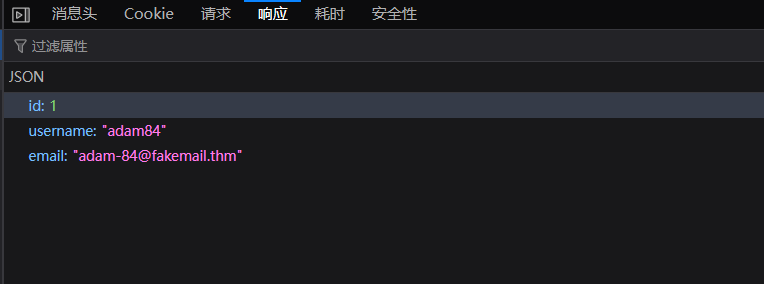 消息头 Cookie 请求 响应 耗时 安全性
过滤属性
JSON
id: 1
username: "adam84"
email: "adam-84@fakemail.thm"